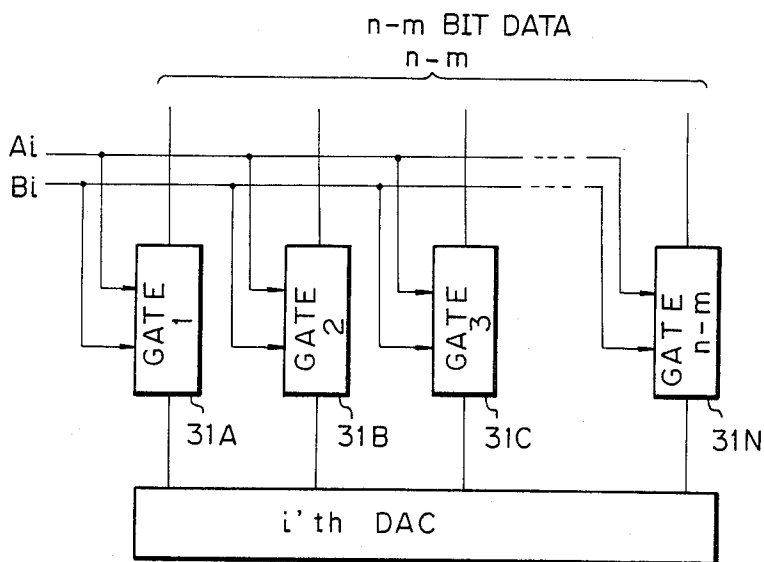 n-m BIT DATA
n-m
Ai
Bi
GATE 1
GATE 2
GATE 3
GATE n-m
31A
31B
31C
31N
i'th DAC